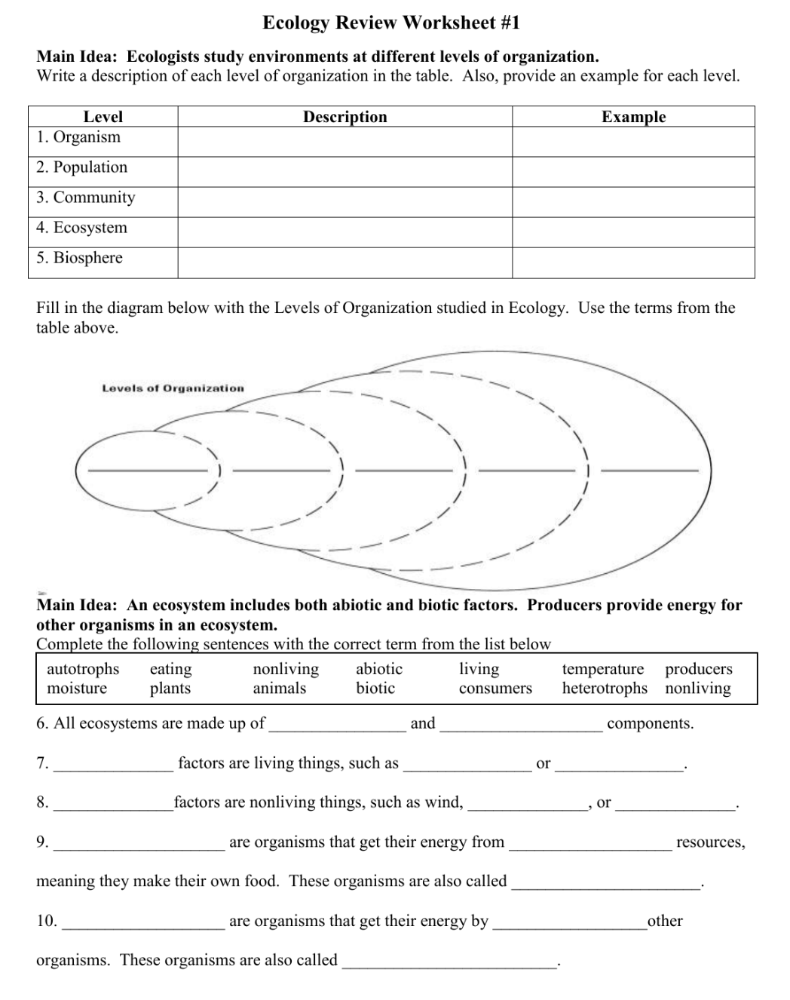 Ecology Review Worksheet #1
Main Idea:  Ecologists study environments at different levels of organization.
Write a description of each level of organization in the table.  Also, provide an example for each level.
Level Description Example
1. Organism
2. Population
3. Community
4. Ecosystem
5. Biosphere
Fill in the diagram below with the Levels of Organization studied in Ecology.  Use the terms from the
table above.
Levels of Organization
Main Idea:  An ecosystem includes both abiotic and biotic factors.  Producers provide energy for
other organisms in an ecosystem.
Complete the following sentences with the correct term from the list below
autotrophs eating nonliving abiotic living temperature producers
moisture plants animals biotic consumers heterotrophs nonliving
6. All ecosystems are made up of ________________ and ___________________ components.
7. ______________ factors are living things, such as _______________ or _______________.
8. ______________factors are nonliving things, such as wind, ______________, or ______________.
9. ____________________ are organisms that get their energy from ___________________ resources,
meaning they make their own food.  These organisms are also called ______________________.
10. ___________________ are organisms that get their energy by __________________other
organisms.  These organisms are also called _________________________.